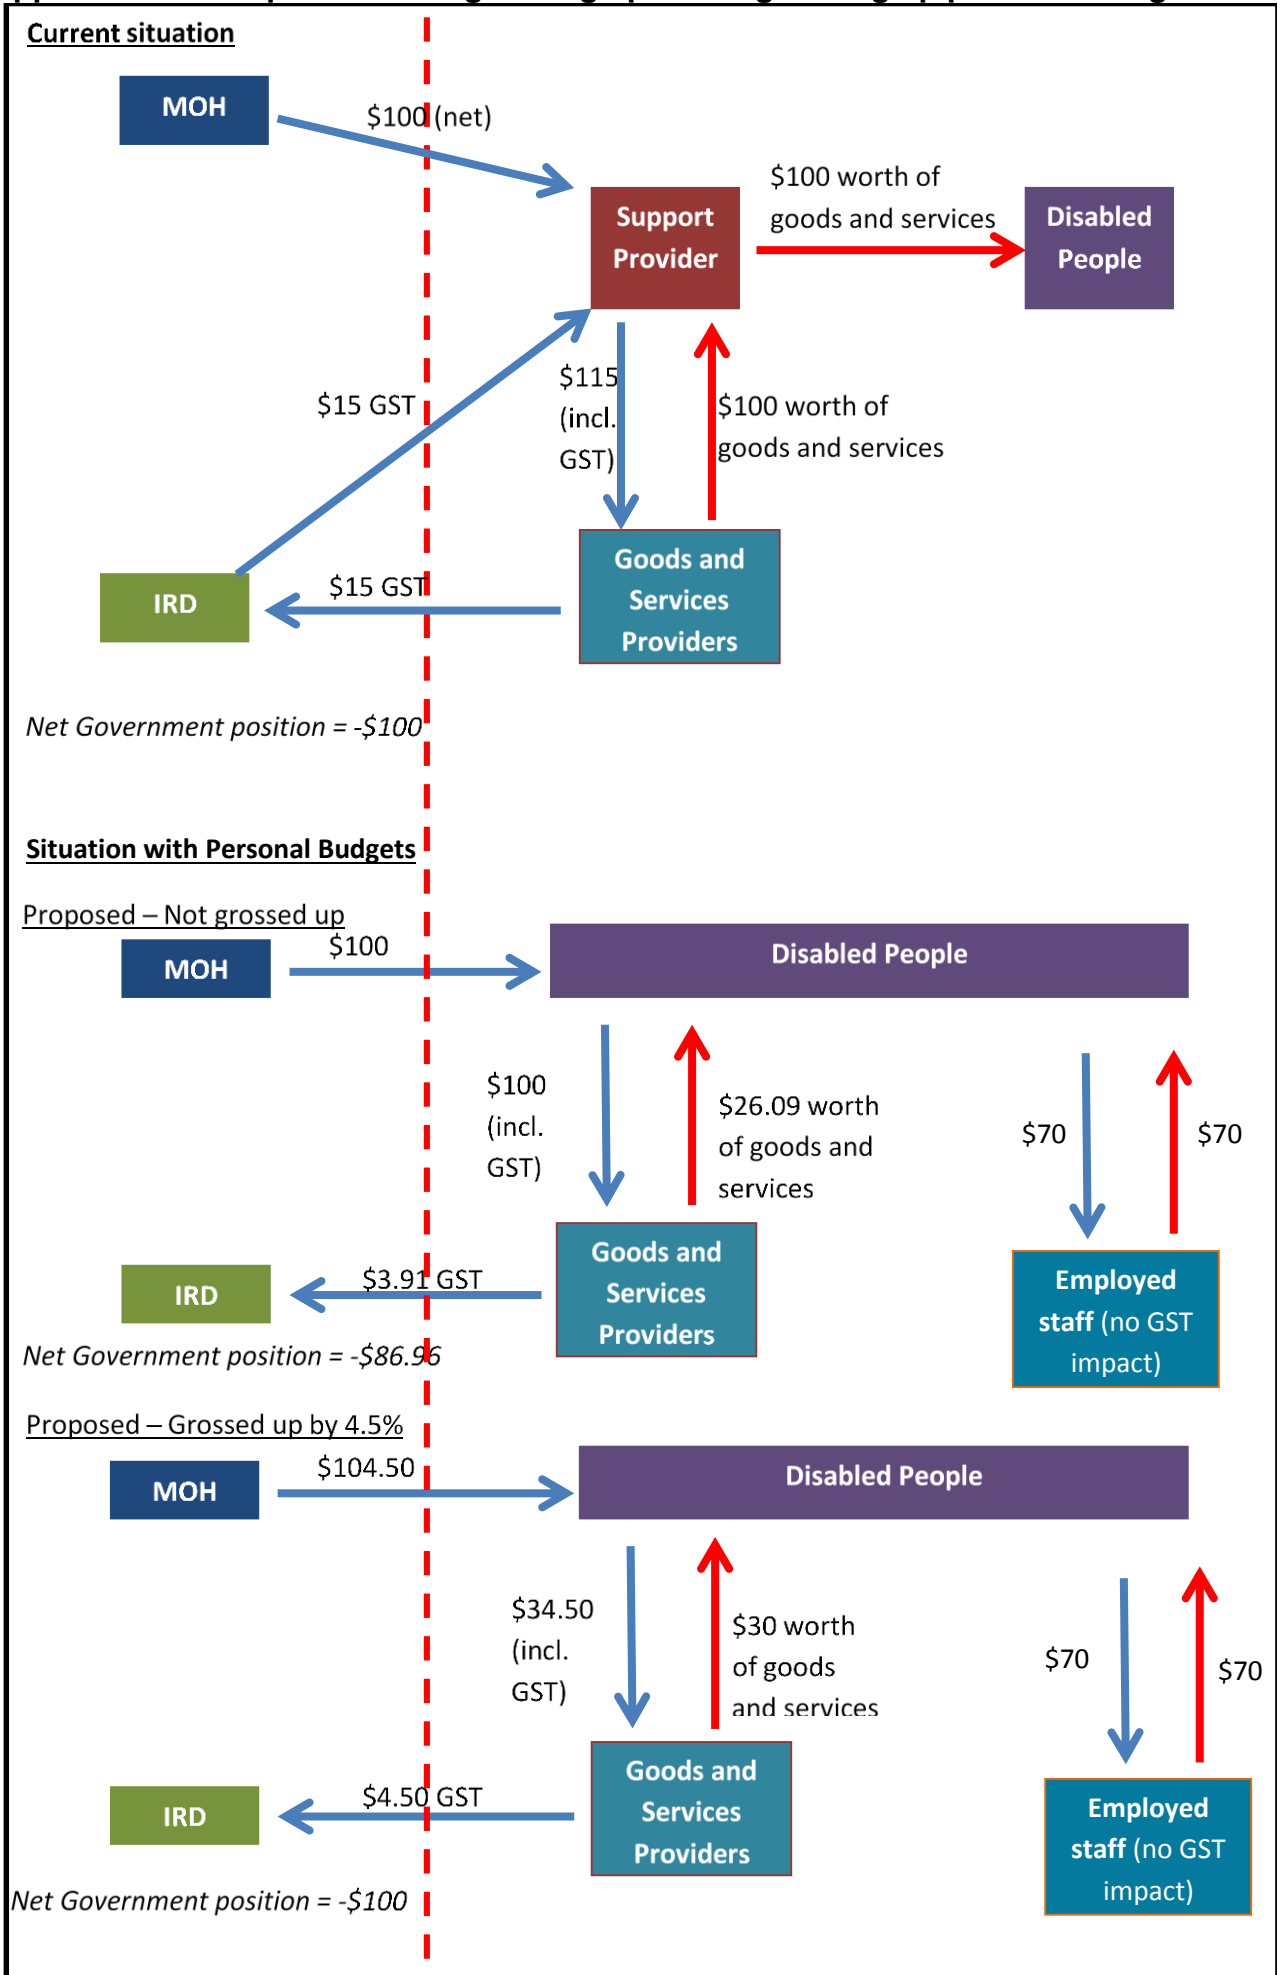 Current situation
MOH
$100 (net)
$100 worth of
goods and services
Support
Provider
Disabled
People
$15 GST
$115
(incl.
GST)
$100 worth of
goods and services
IRD
$15 GST
Goods and
Services
Providers
Net Government position = -$100
Situation with Personal Budgets
Proposed – Not grossed up
MOH
$100
Disabled People
$100
(incl.
GST)
$26.09 worth
of goods and
services
$70
$70
IRD
$3.91 GST
Goods and
Services
Providers
Employed
staff (no GST
impact)
Net Government position = -$86.96
Proposed – Grossed up by 4.5%
MOH
$104.50
Disabled People
$34.50
(incl.
GST)
$30 worth
of goods
and services
$70
$70
IRD
$4.50 GST
Goods and
Services
Providers
Employed
staff (no GST
impact)
Net Government position = -$100